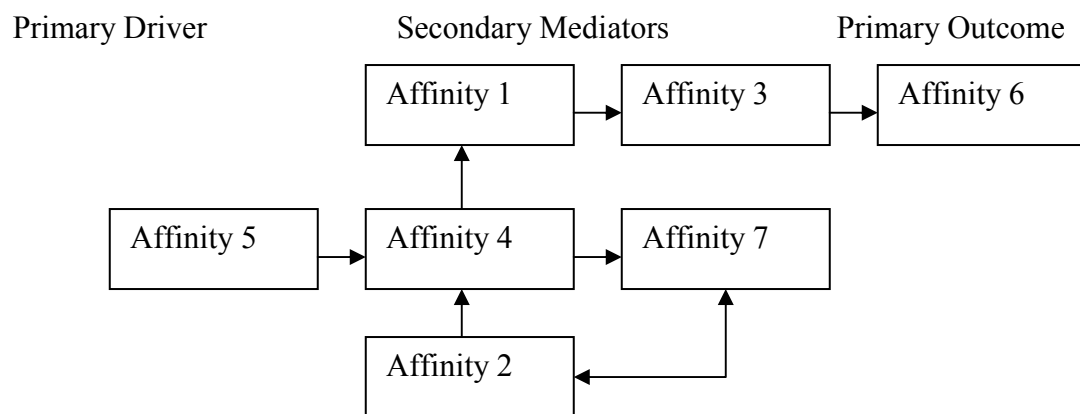 Primary Driver Secondary Mediators Primary Outcome
Affinity 1 Affinity 3 Affinity 6
Affinity 5 Affinity 4 Affinity 7
Affinity 2